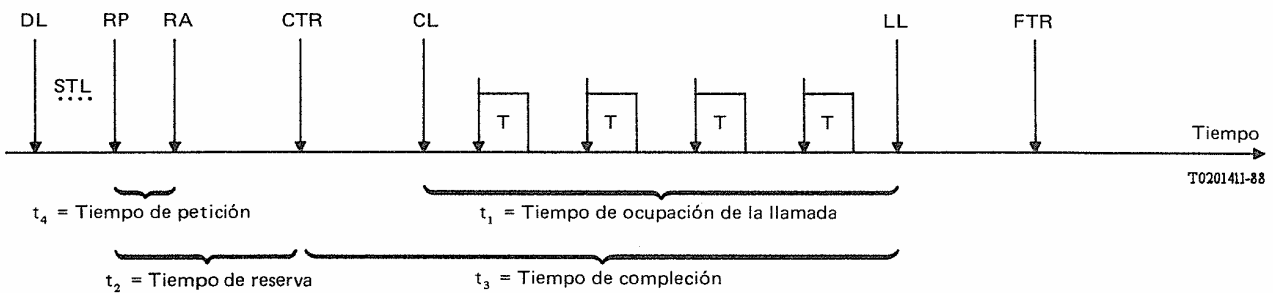 DL RP RA CTR CL LL FTR
STL
T T T T
Tiempo
T0201411-88
t4 = Tiempo de petición
t1 = Tiempo de ocupación de la llamada
t2 = Tiempo de reserva
t3 = Tiempo de compleción